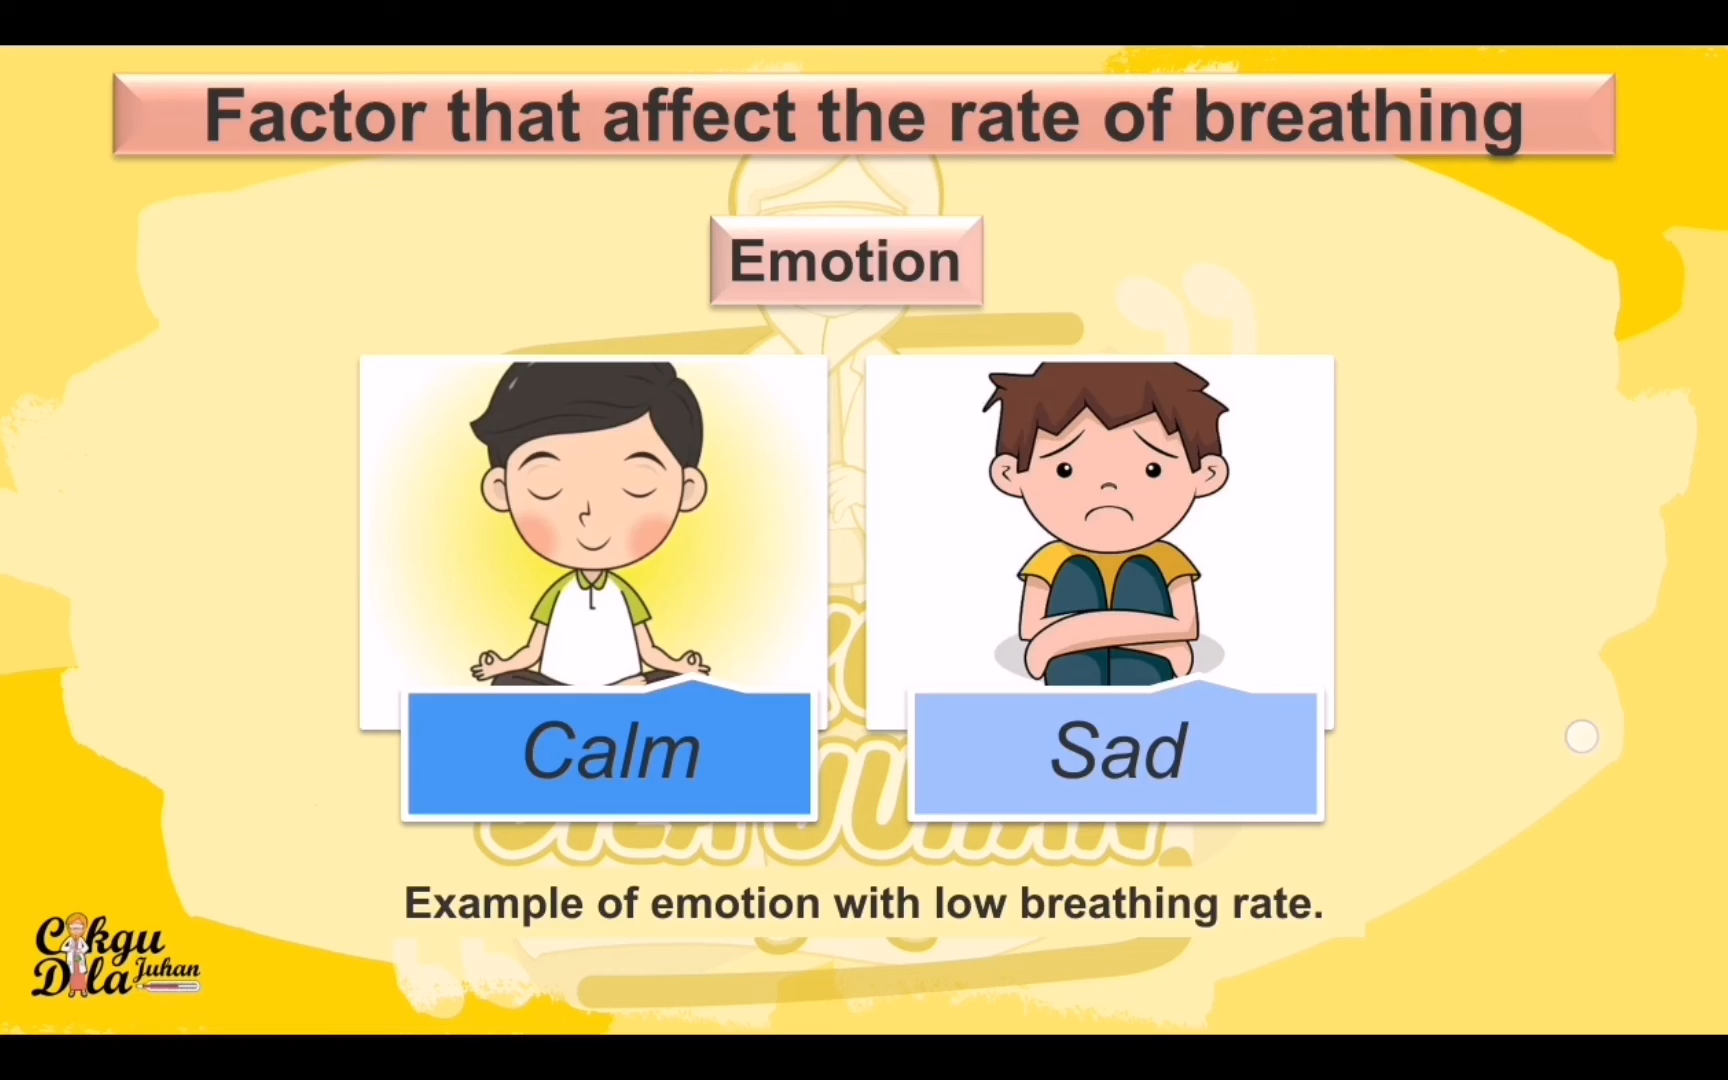 Factor that affect the rate of breathing
Emotion
Calm
Sad
Example of emotion with low breathing rate.
Cikgu
Dila Juhan